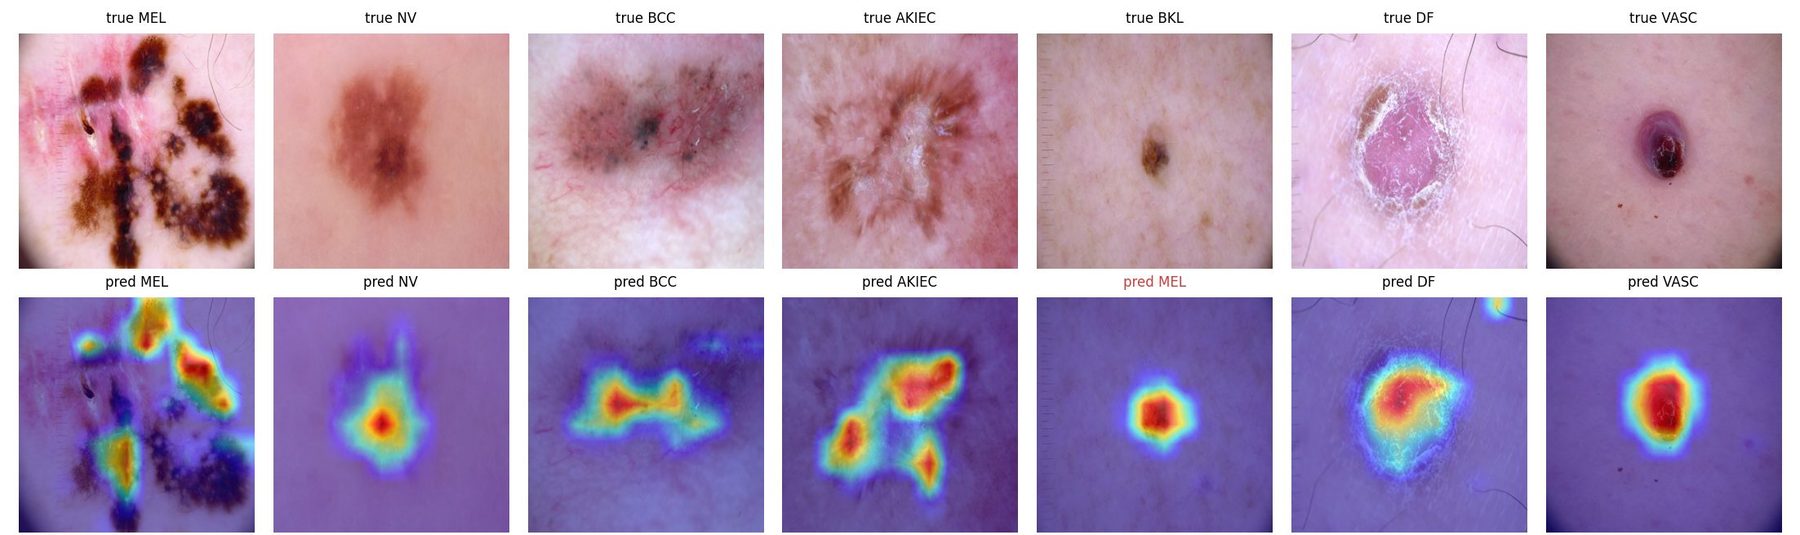 true MEL
true NV
true BCC
true AKIEC
true BKL
true DF
true VASC
pred MEL
pred NV
pred BCC
pred AKIEC
pred MEL
pred DF
pred VASC